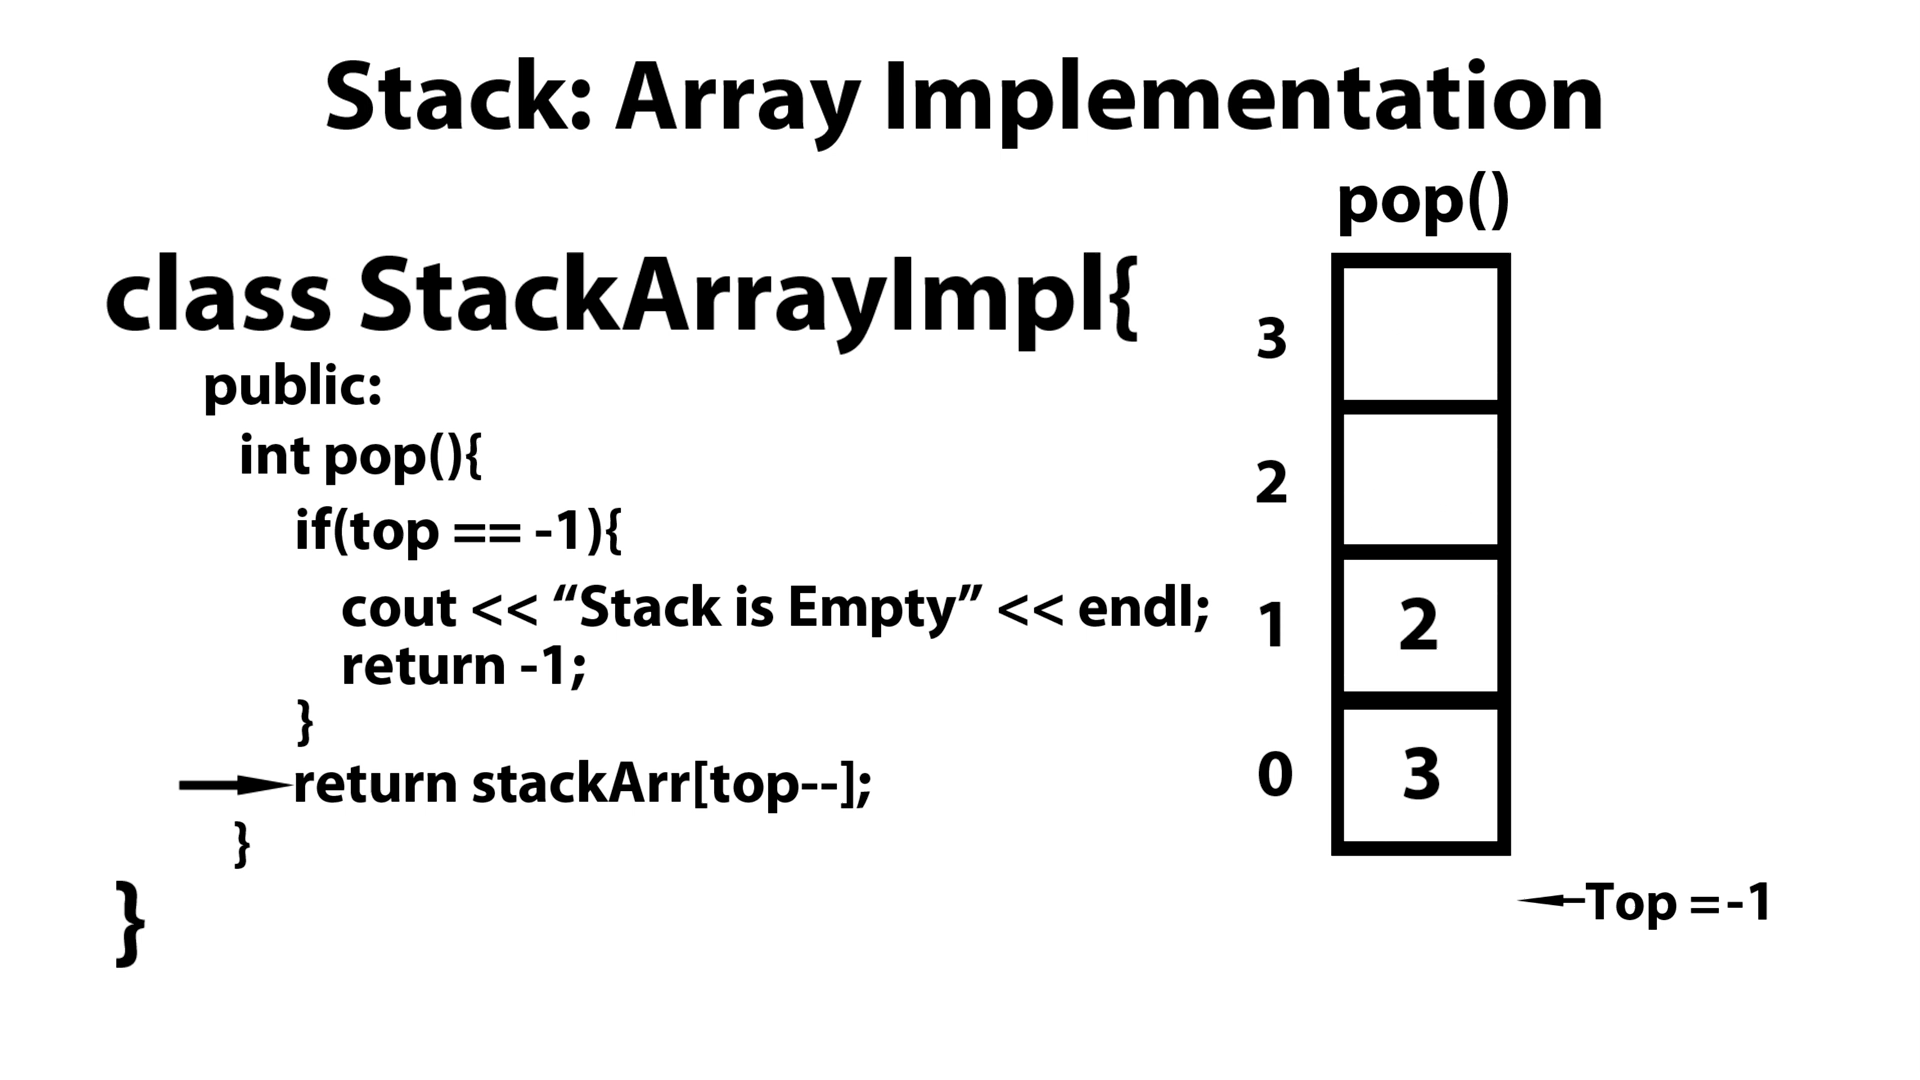 Stack: Array Implementation
pop()
class StackArrayImpl{
public:
int pop(){
if(top == -1){
cout << “Stack is Empty” << endl;
return -1;
}
return stackArr[top--];
}
}
3
2
1 2
0 3
Top = -1